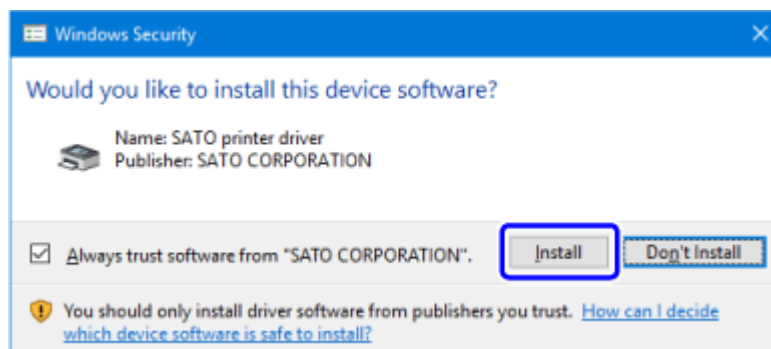 Windows Security
Would you like to install this device software?
Name: SATO printer driver
Publisher: SATO CORPORATION
Always trust software from "SATO CORPORATION".
Install
Don't Install
You should only install driver software from publishers you trust. How can I decide
which device software is safe to install?